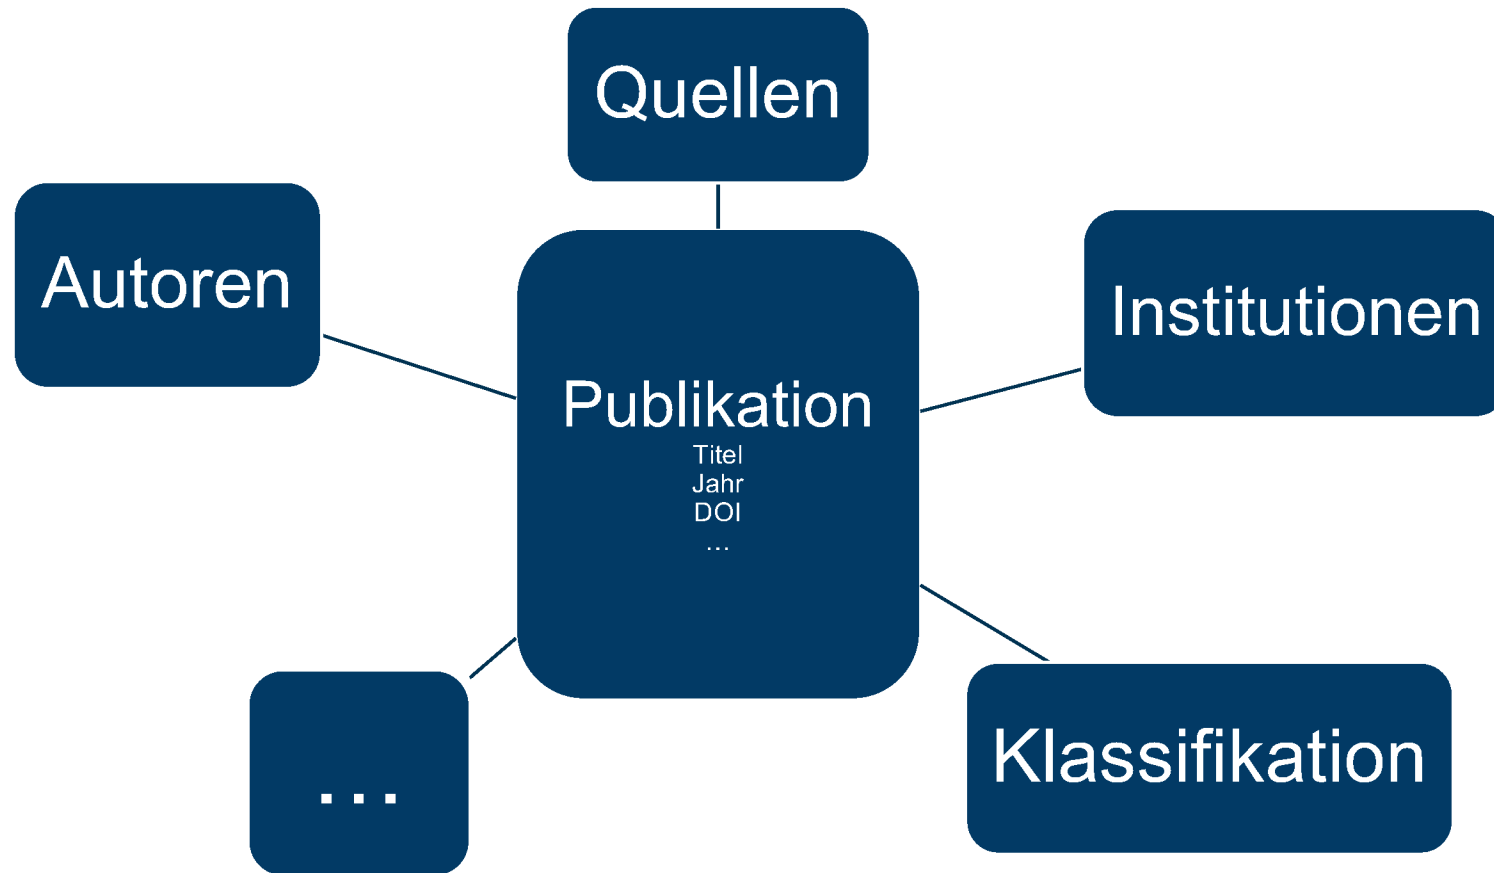 Quellen
Autoren
Institutionen
Publikation
Titel
Jahr
DOI
...
Klassifikation
...